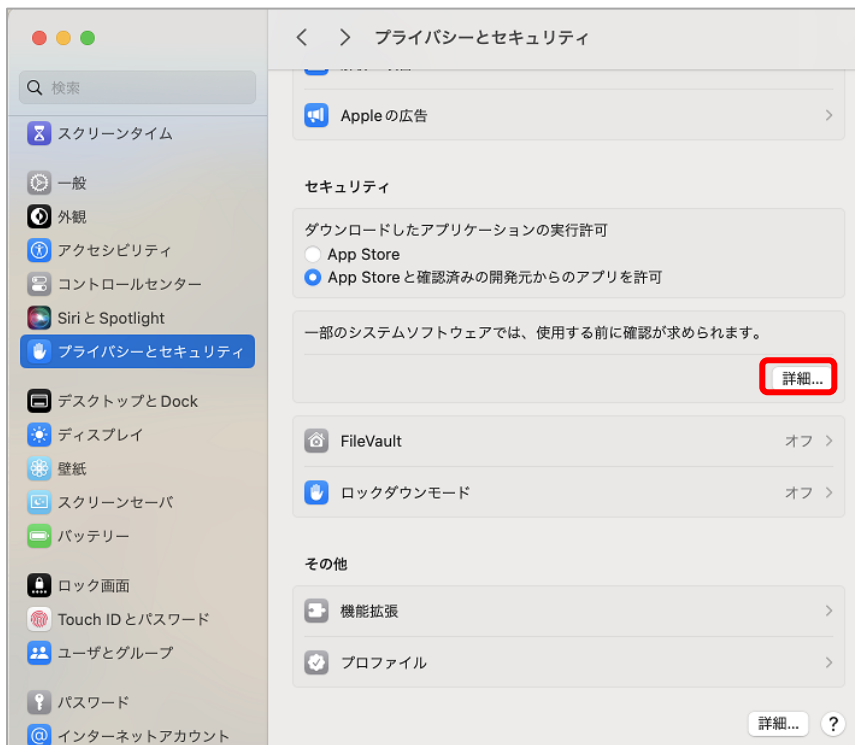 プライバシーとセキュリティ
検索
スクリーンタイム
一般
外観
アクセシビリティ
コントロールセンター
SiriとSpotlight
プライバシーとセキュリティ
デスクトップとDock
ディスプレイ
壁紙
スクリーンセーバ
バッテリー
ロック画面
Touch IDとパスワード
ユーザとグループ
パスワード
インターネットアカウント
Appleの広告
セキュリティ
ダウンロードしたアプリケーションの実行許可
App Store
App Storeと確認済みの開発元からのアプリを許可
一部のシステムソフトウェアでは、使用する前に確認が求められます。
詳細...
FileVault オフ
ロックダウンモード オフ
その他
機能拡張
プロファイル
詳細... ?